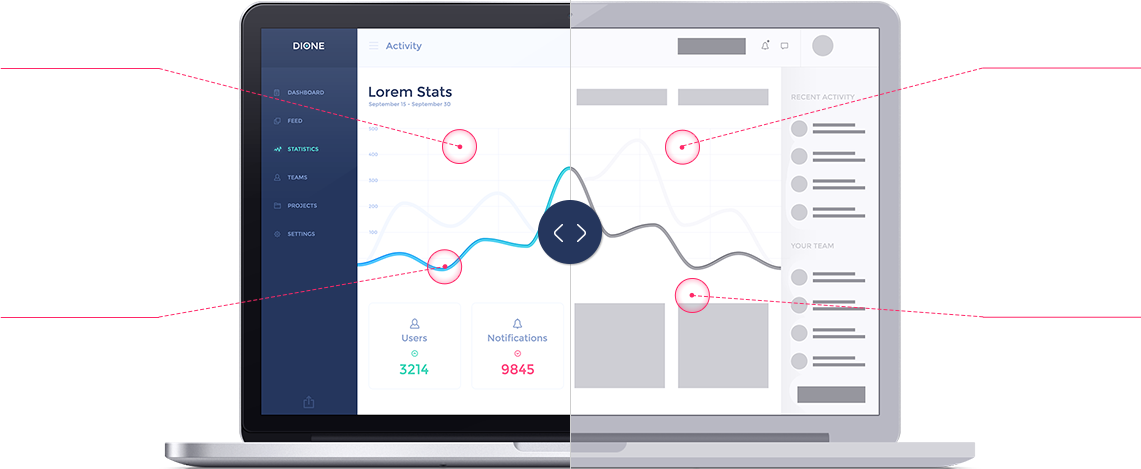 DIONE
Activity
DASHBOARD
FEED
STATISTICS
TEAMS
PROJECTS
SETTINGS
Lorem Stats
September 15 - September 30
500
400
300
200
100
Users
3214
Notifications
9845
RECENT ACTIVITY
YOUR TEAM